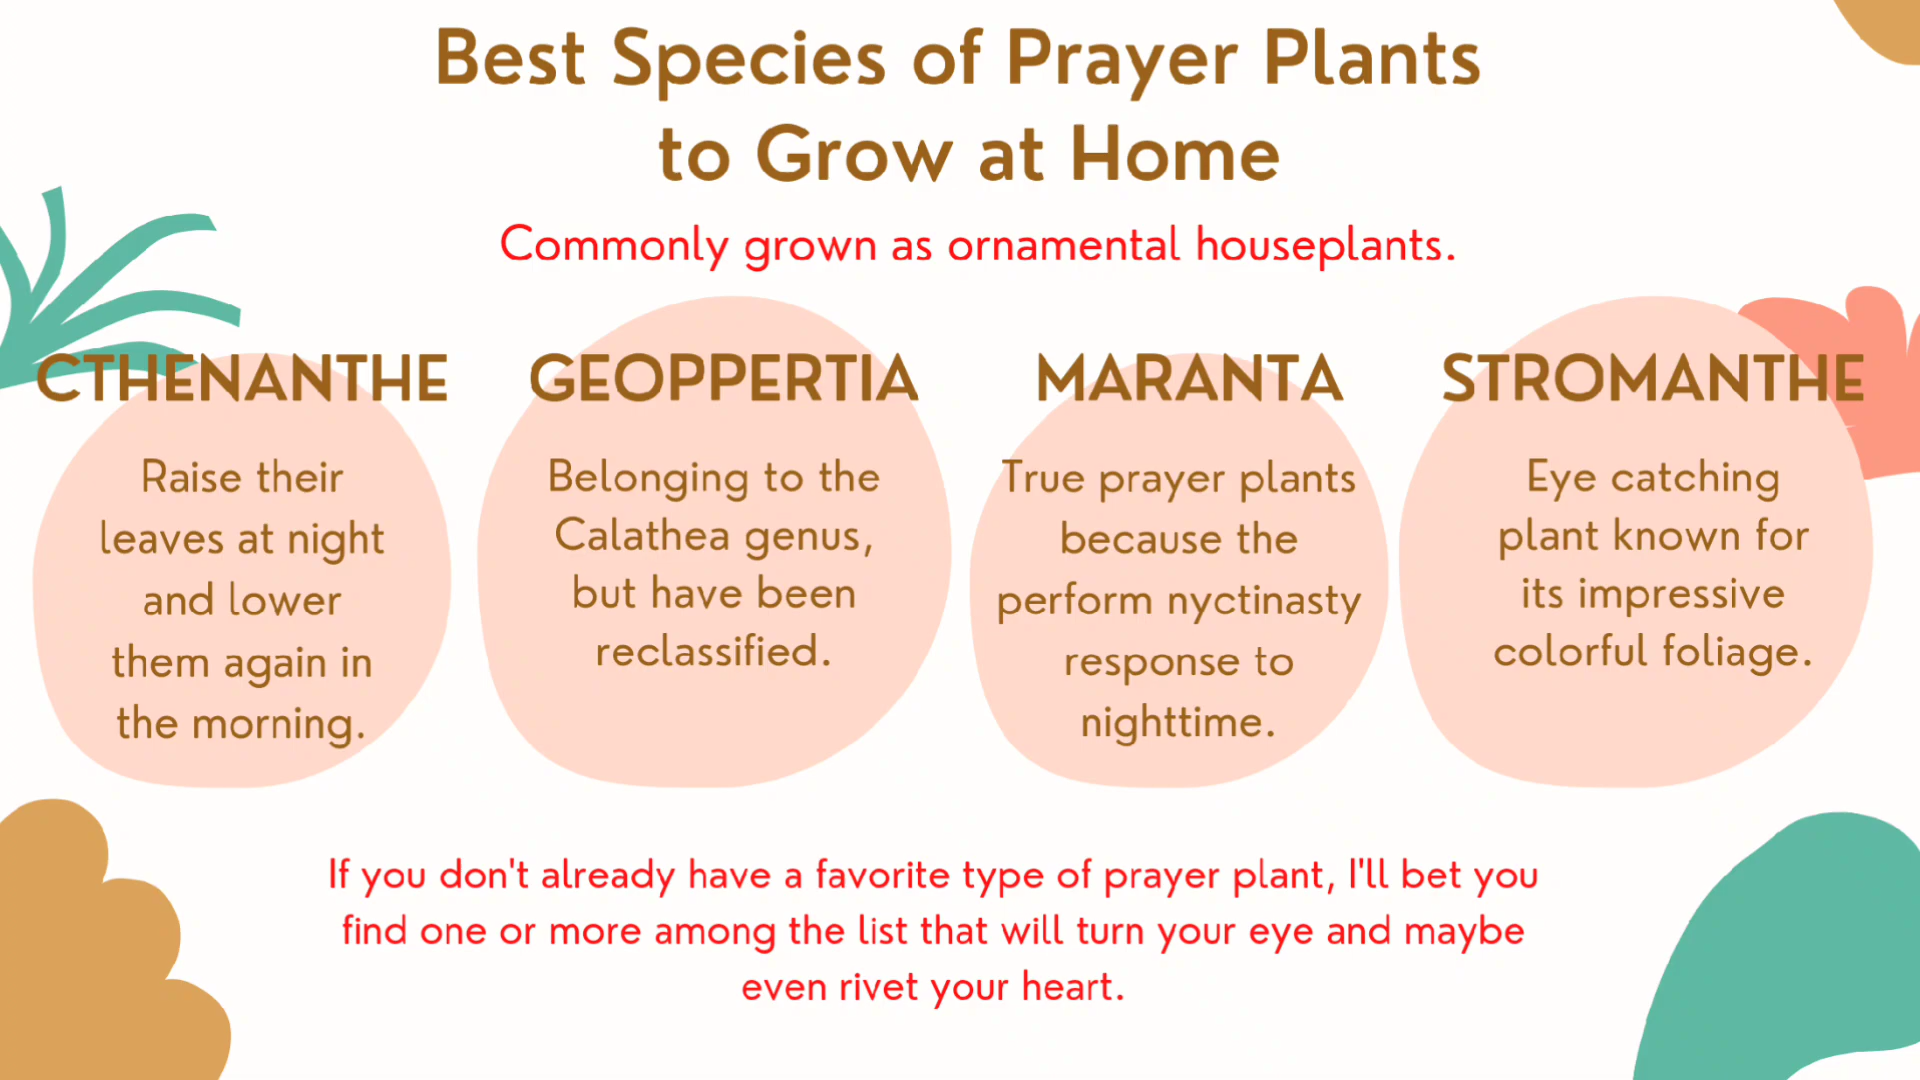 Best Species of Prayer Plants
to Grow at Home
Commonly grown as ornamental houseplants.
CTHENANTHE
Raise their
leaves at night
and lower
them again in
the morning.
GEOPPERTIA
Belonging to the
Calathea genus,
but have been
reclassified.
MARANTA
True prayer plants
because the
perform nyctinasty
response to
nighttime.
STROMANTHE
Eye catching
plant known for
its impressive
colorful foliage.
If you don't already have a favorite type of prayer plant, I'll bet you
find one or more among the list that will turn your eye and maybe
even rivet your heart.